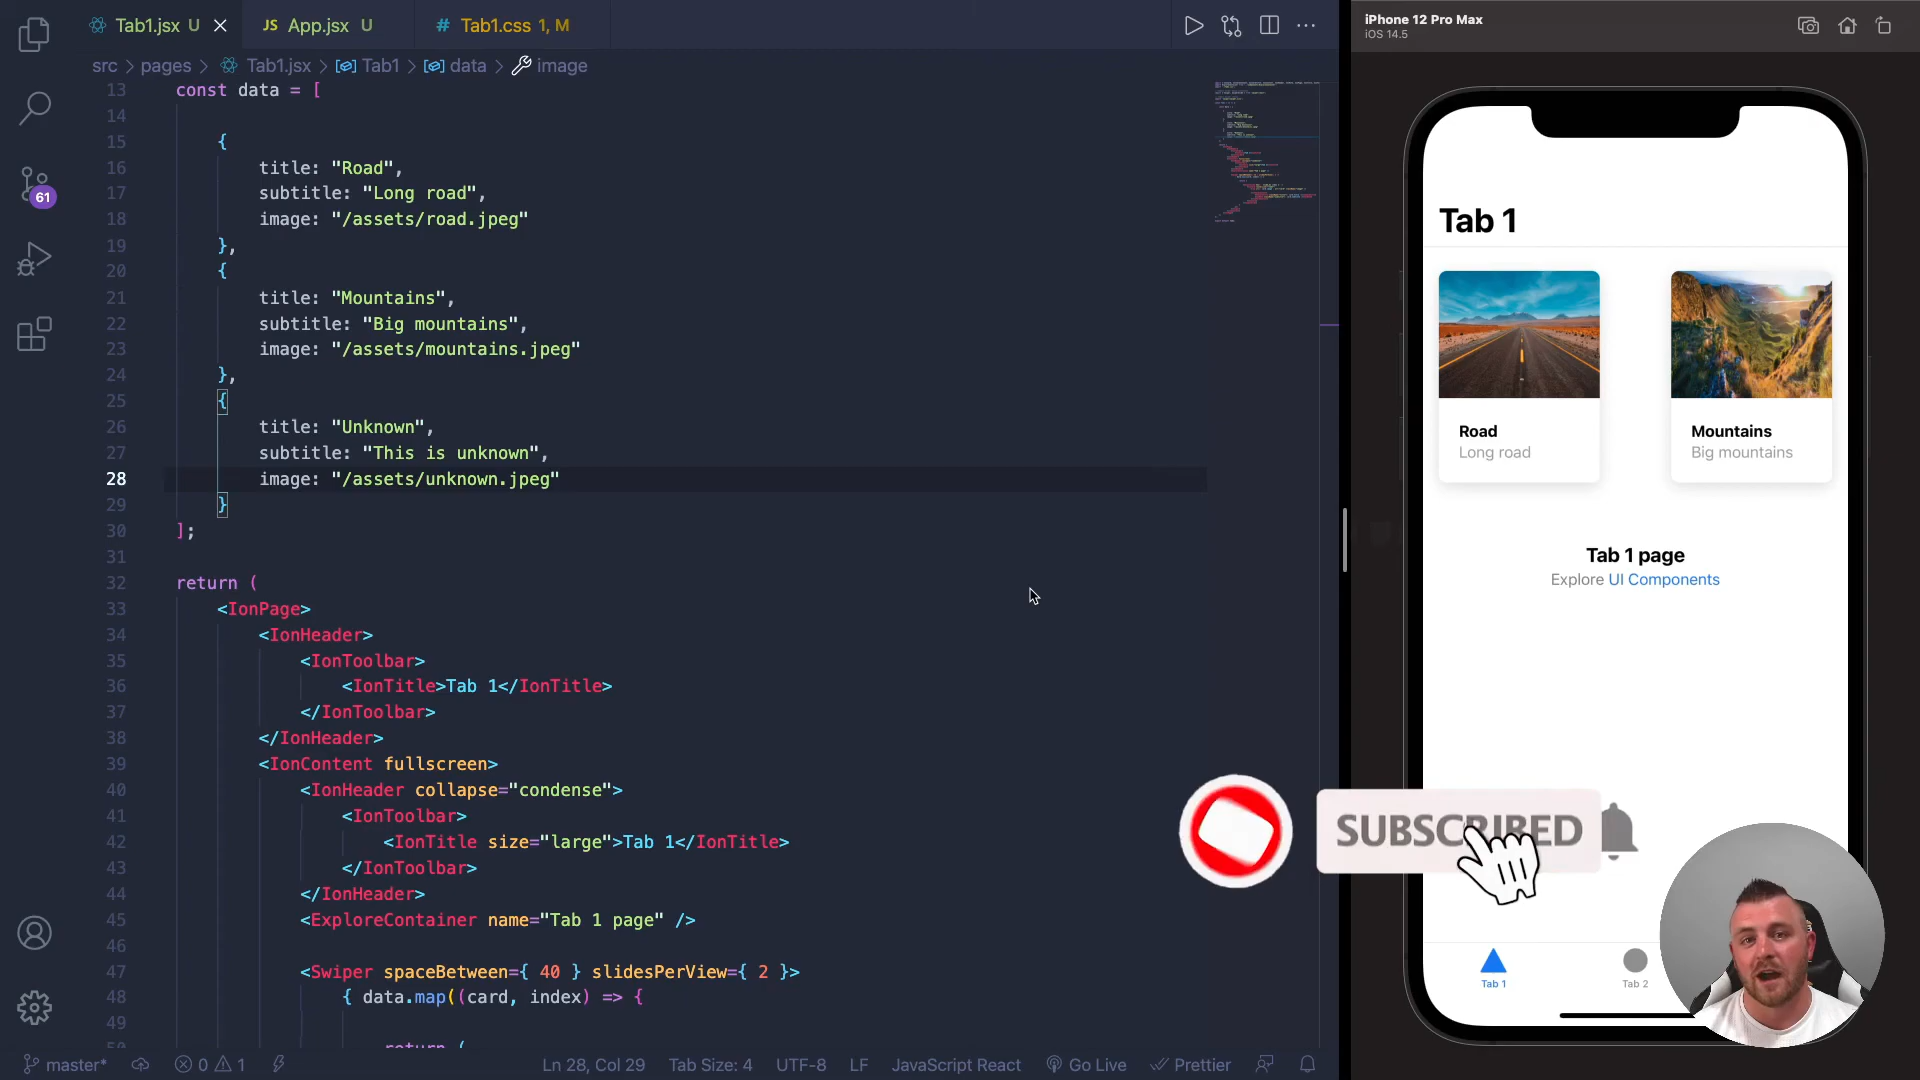 Tab1.jsx U
JS App.jsx U
# Tab1.css 1, M
src > pages > Tab1.jsx > Tab1 > data > image
13 const data = [
14
15 {
16 title: "Road",
17 subtitle: "Long road",
18 image: "/assets/road.jpeg"
19 },
20 {
21 title: "Mountains",
22 subtitle: "Big mountains",
23 image: "/assets/mountains.jpeg"
24 },
25 {
26 title: "Unknown",
27 subtitle: "This is unknown",
28 image: "/assets/unknown.jpeg"
29 }
30 ];
31
32 return (
33 <IonPage>
34 <IonHeader>
35 <IonToolbar>
36 <IonTitle>Tab 1</IonTitle>
37 </IonToolbar>
38 </IonHeader>
39 <IonContent fullscreen>
40 <IonHeader collapse="condense">
41 <IonToolbar>
42 <IonTitle size="large">Tab 1</IonTitle>
43 </IonToolbar>
44 </IonHeader>
45 <ExploreContainer name="Tab 1 page" />
46
47 <Swiper spaceBetween={ 40 } slidesPerView={ 2 }>
48 { data.map((card, index) => {
49
50 return (
61
master*
0 1
Ln 28, Col 29
Tab Size: 4
UTF-8
LF
JavaScript React
Go Live
Prettier
iPhone 12 Pro Max
iOS 14.5
Tab 1
Road
Long road
Mountains
Big mountains
Tab 1 page
Explore UI Components
SUBSCRIBED
Tab 1
Tab 2